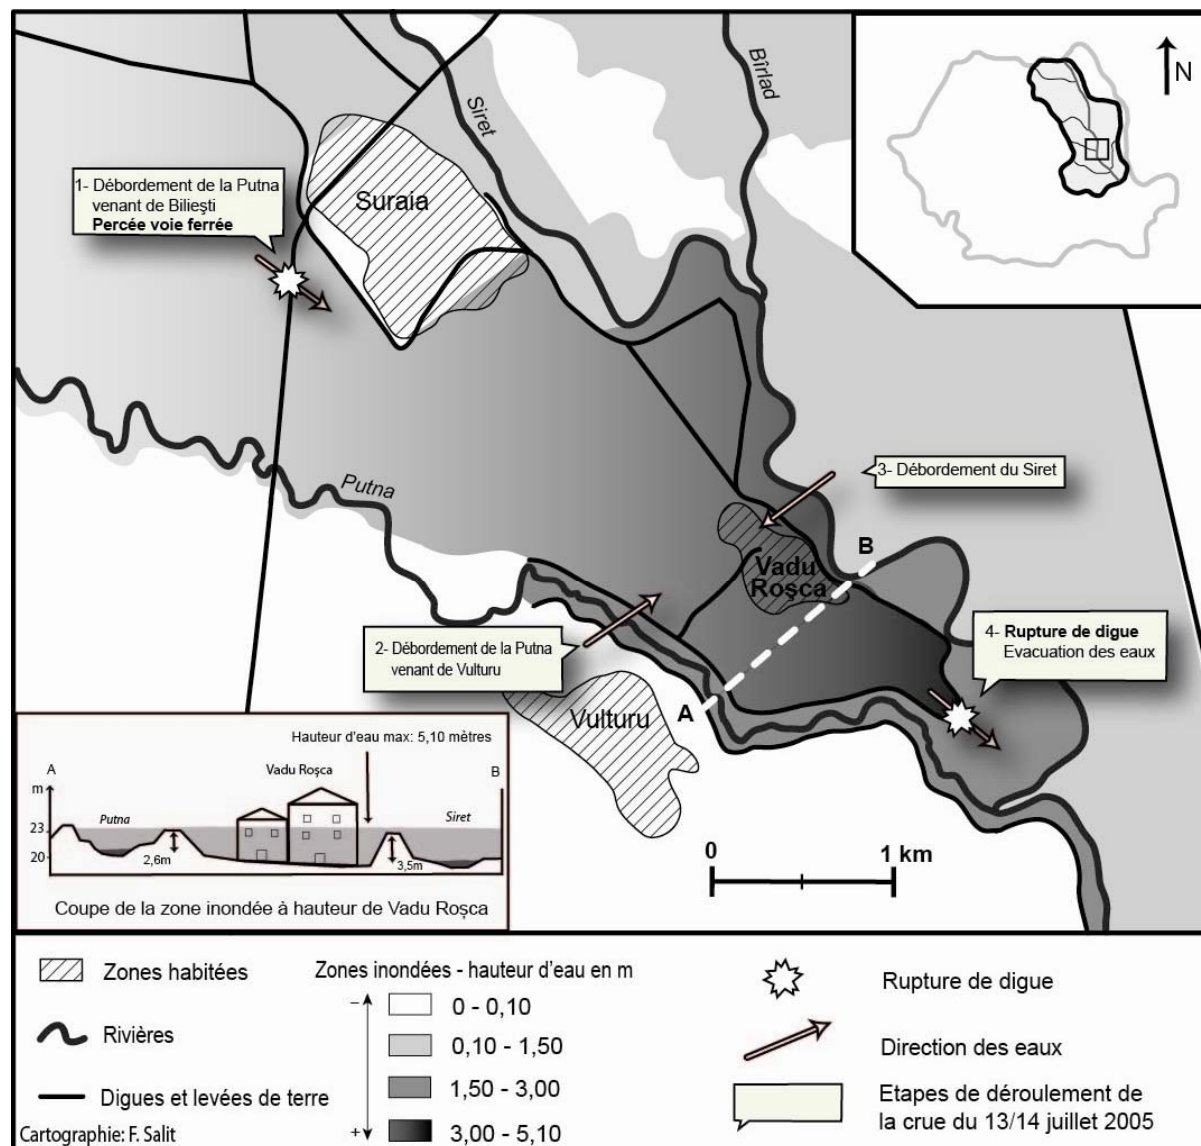 N
Siret
Bîrlad
1- Débordement de la Putna
venant de Bilieşti
Percée voie ferrée
Suraia
Putna
3- Débordement du Siret
B
Vadu
Roşca
2- Débordement de la Putna
venant de Vulturu
4- Rupture de digue
Evacuation des eaux
A
Vulturu
Hauteur d'eau max: 5,10 mètres
A
Vadu Roşca
B
m
Putna
Siret
23
20
2,6m
3,5m
Coupe de la zone inondée à hauteur de Vadu Roşca
0
1 km
Zones habitées
Rivières
Digues et levées de terre
Cartographie: F. Salit
Zones inondées - hauteur d'eau en m
–
0 - 0,10
0,10 - 1,50
1,50 - 3,00
+
3,00 - 5,10
Rupture de digue
Direction des eaux
Etapes de déroulement de
la crue du 13/14 juillet 2005